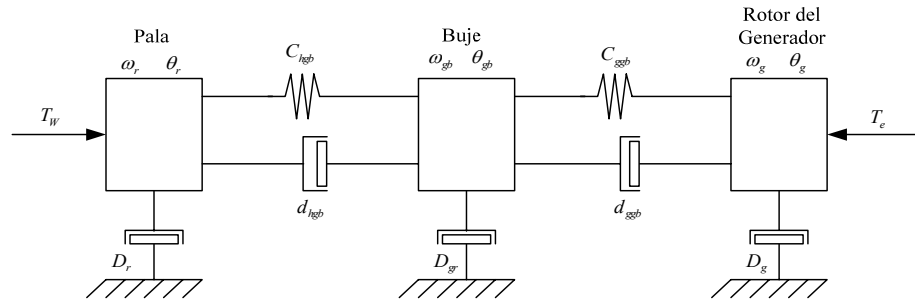 Pala
ω_r θ_r
T_W
C_hgb
d_hgb
D_r
Buje
ω_gb θ_gb
C_ggb
d_ggb
D_gr
Rotor del
Generador
ω_g θ_g
T_e
D_g